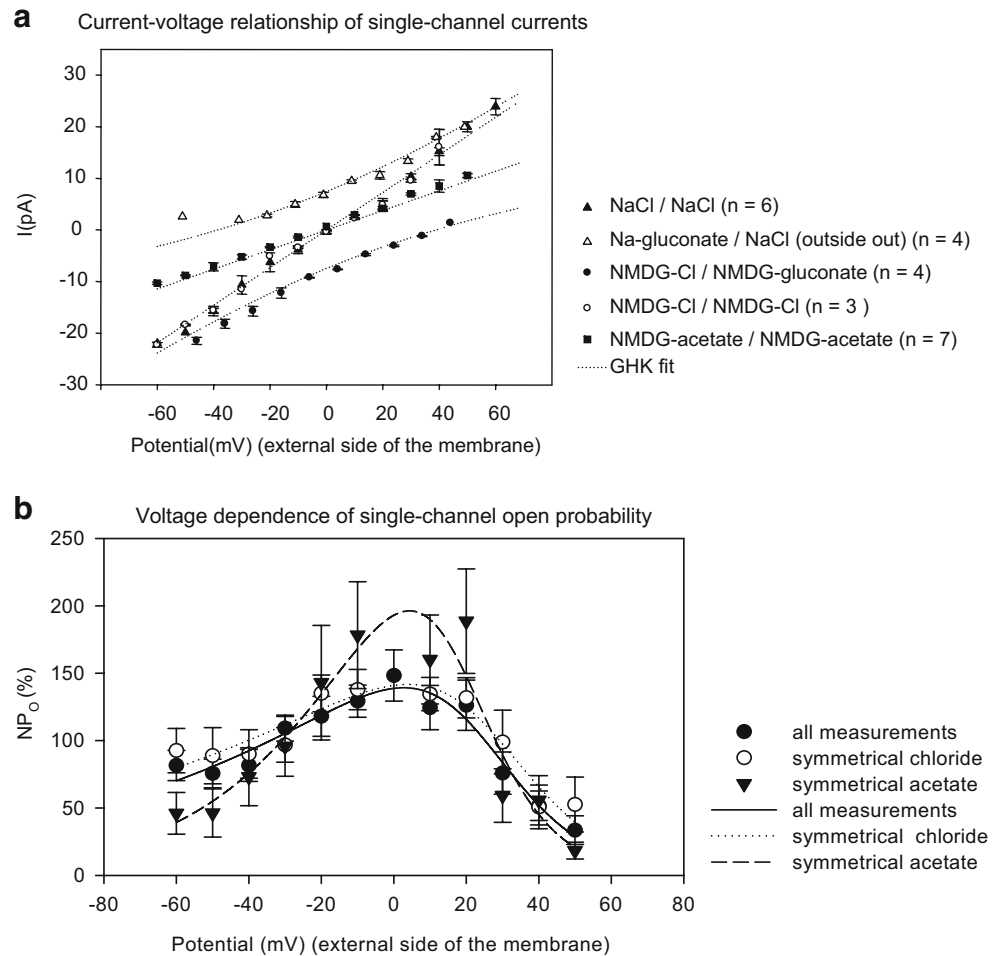 a
Current-voltage relationship of single-channel currents
30
20
10
0
-10
-20
-30
I(pA)
-60 -40 -20 0 20 40 60
Potential(mV) (external side of the membrane)
NaCl / NaCl (n = 6)
Na-gluconate / NaCl (outside out) (n = 4)
NMDG-Cl / NMDG-gluconate (n = 4)
NMDG-Cl / NMDG-Cl (n = 3 )
NMDG-acetate / NMDG-acetate (n = 7)
GHK fit
b
Voltage dependence of single-channel open probability
250
200
150
100
50
0
NPO (%)
-80 -60 -40 -20 0 20 40 60 80
Potential (mV) (external side of the membrane)
all measurements
symmetrical chloride
symmetrical acetate
all measurements
symmetrical chloride
symmetrical acetate